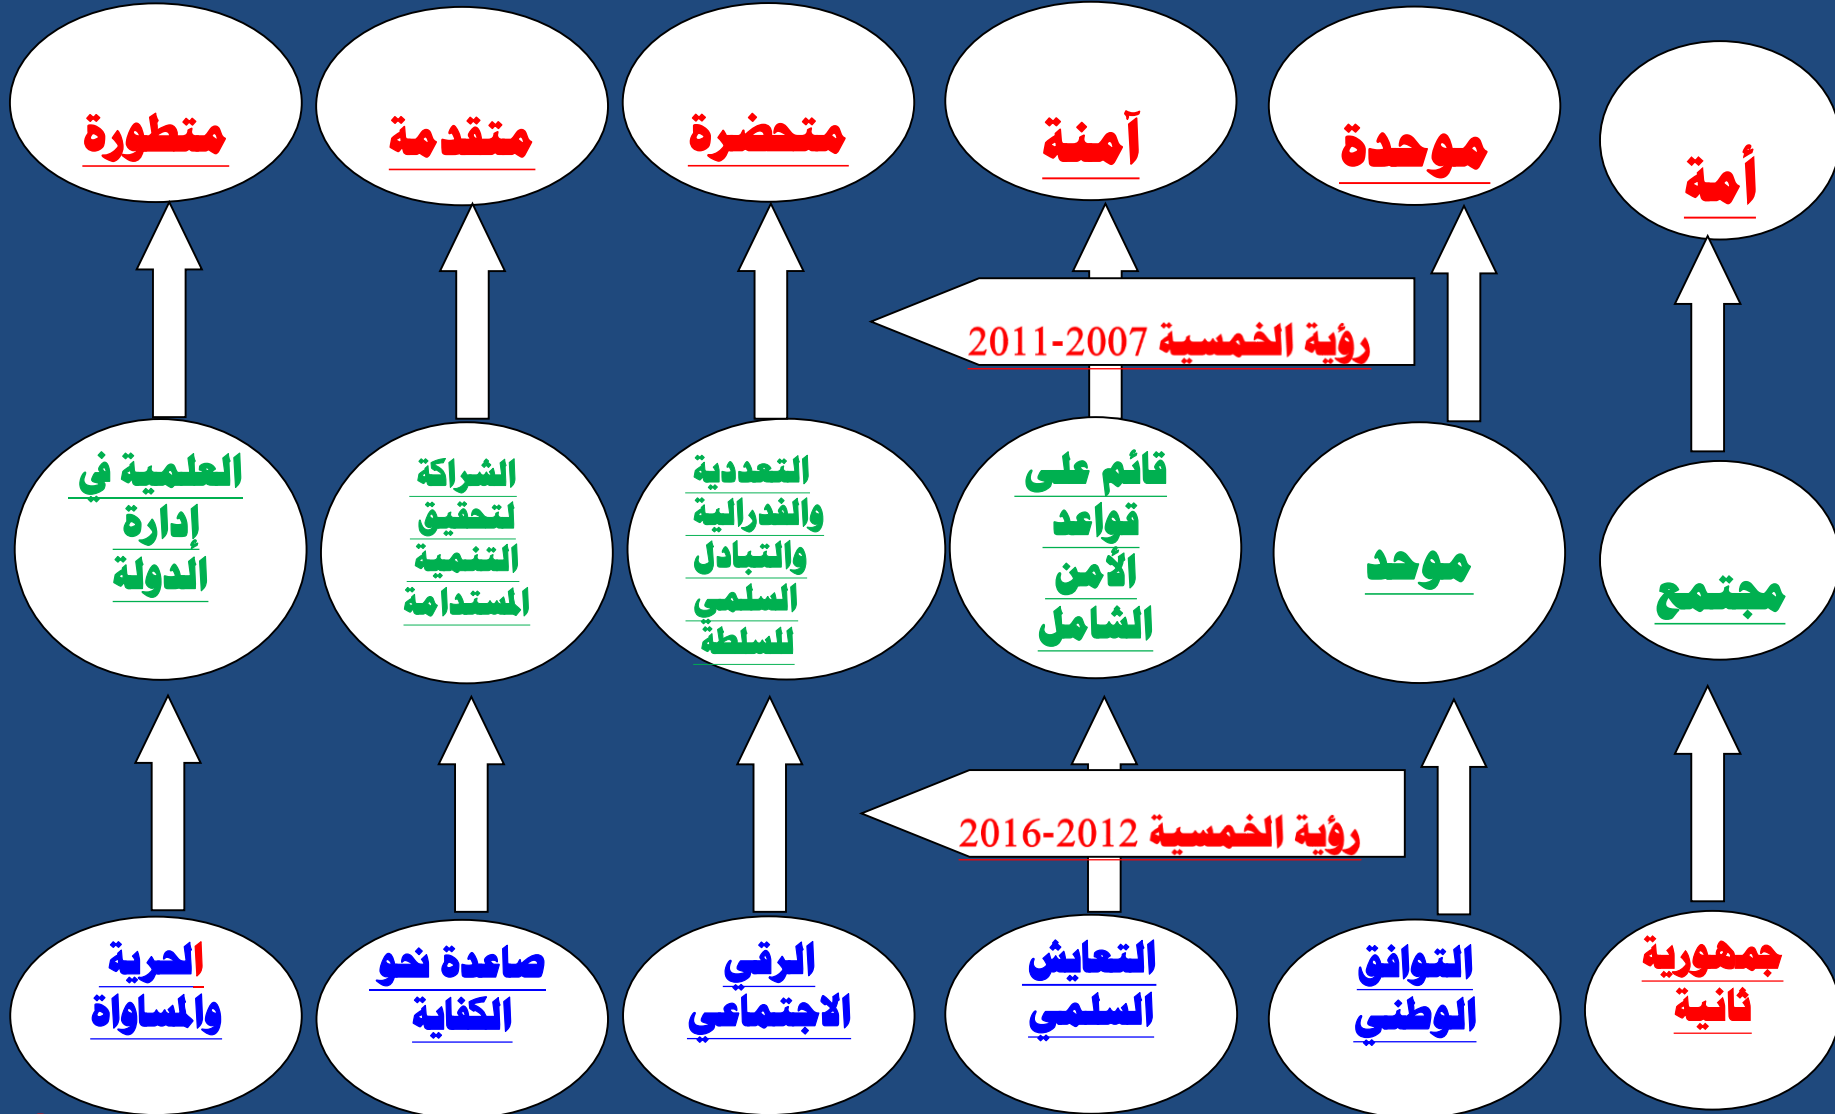 أمة
موحدة
آمنة
متحضرة
متقدمة
متطورة
رؤية الخمسية 2007-2011
مجتمع
موحد
قائم على
قواعد
الأمن
الشامل
التعددية
والفدرالية
والتبادل
السلمي
للسلطة
الشراكة
لتحقيق
التنمية
المستدامة
العلمية في
إدارة
الدولة
رؤية الخمسية 2012-2016
جمهورية
ثانية
التوافق
الوطني
التعايش
السلمي
الرقي
الاجتماعي
صاعدة نحو
الكفاية
الحرية
والمساواة